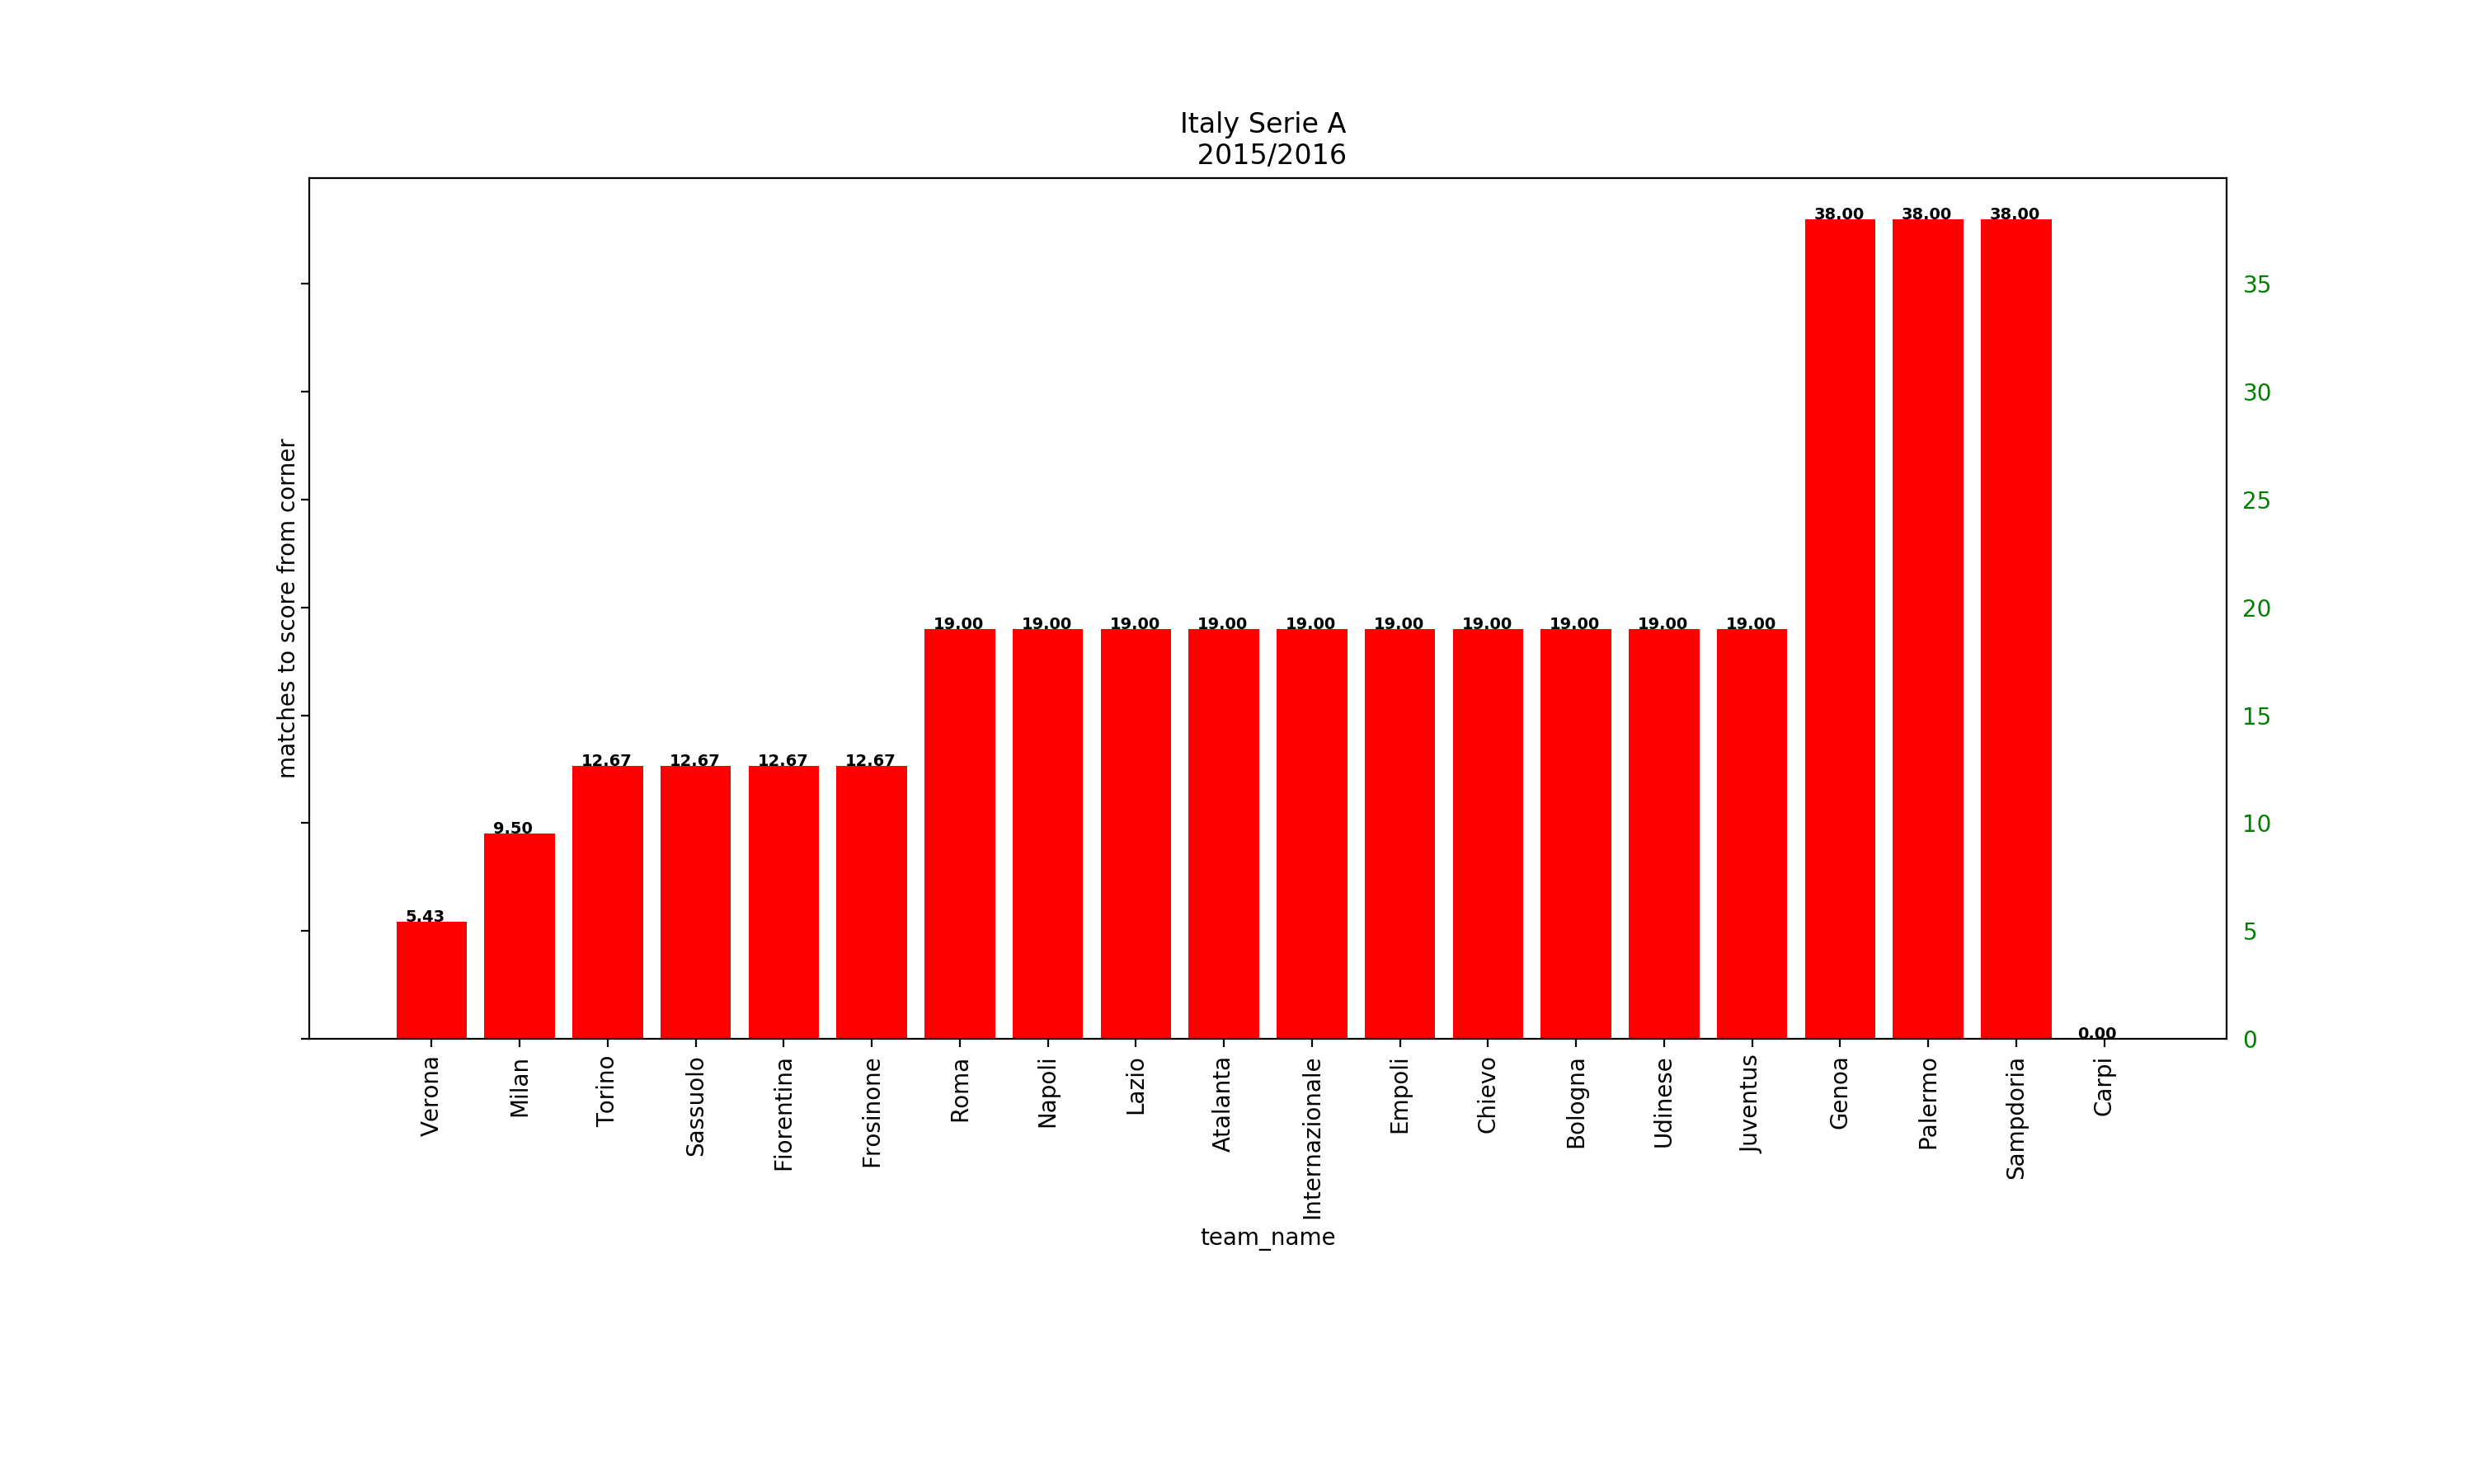 Italy Serie A
2015/2016
38.00 38.00 38.00
35
30
25
19.00 19.00 19.00 19.00 19.00 19.00 19.00 19.00 19.00 19.00
20
15
12.67 12.67 12.67 12.67
9.50
10
5.43
5
0.00
0
matches to score from corner
Verona Milan Torino Sassuolo Fiorentina Frosinone Roma Napoli Lazio Atalanta Internazionale Empoli Chievo Bologna Udinese Juventus Genoa Palermo Sampdoria Carpi
team_name